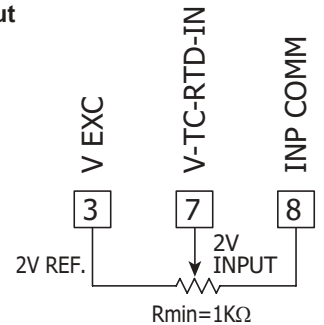 ut
V EXC
V-TC-RTD-IN
INP COMM
3
7
8
2V REF.
2V
INPUT
Rmin=1KΩ